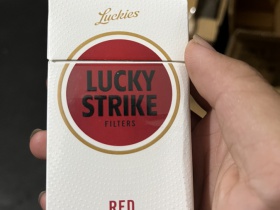 Luckies
LUCKY
STRIKE
FILTERS
RED